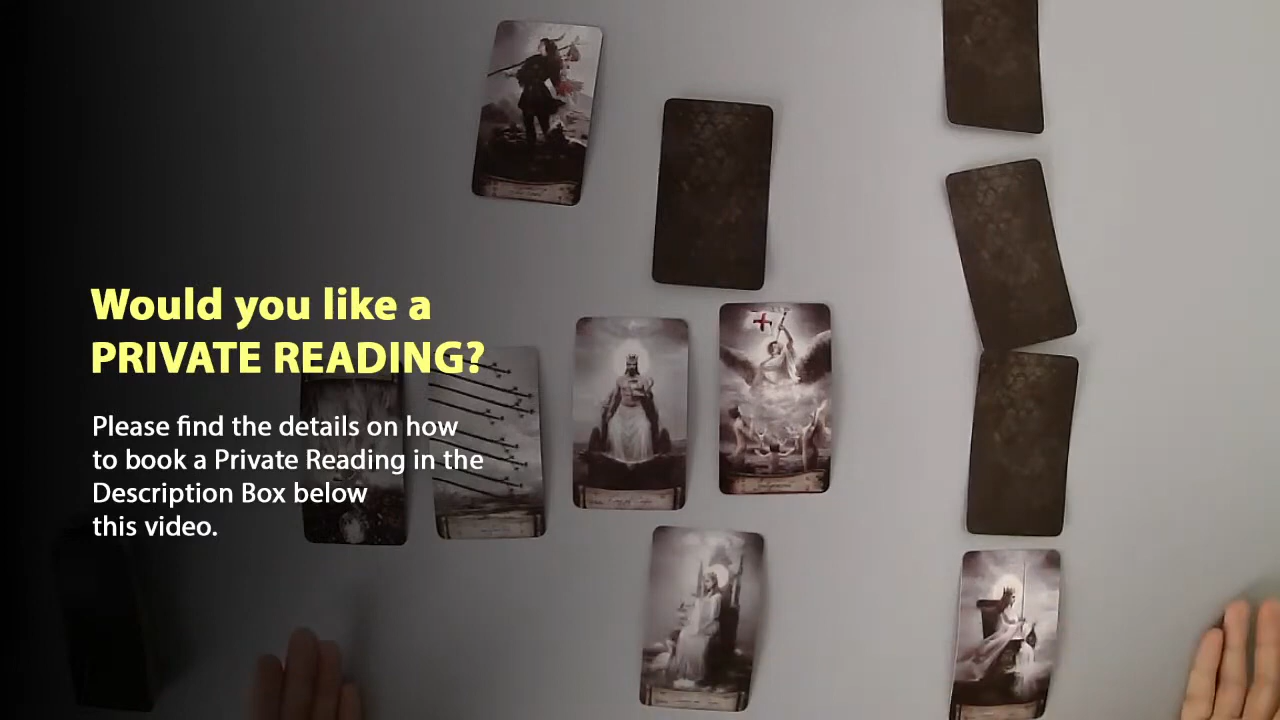 Would you like a
PRIVATE READING?
Please find the details on how
to book a Private Reading in the
Description Box below
this video.